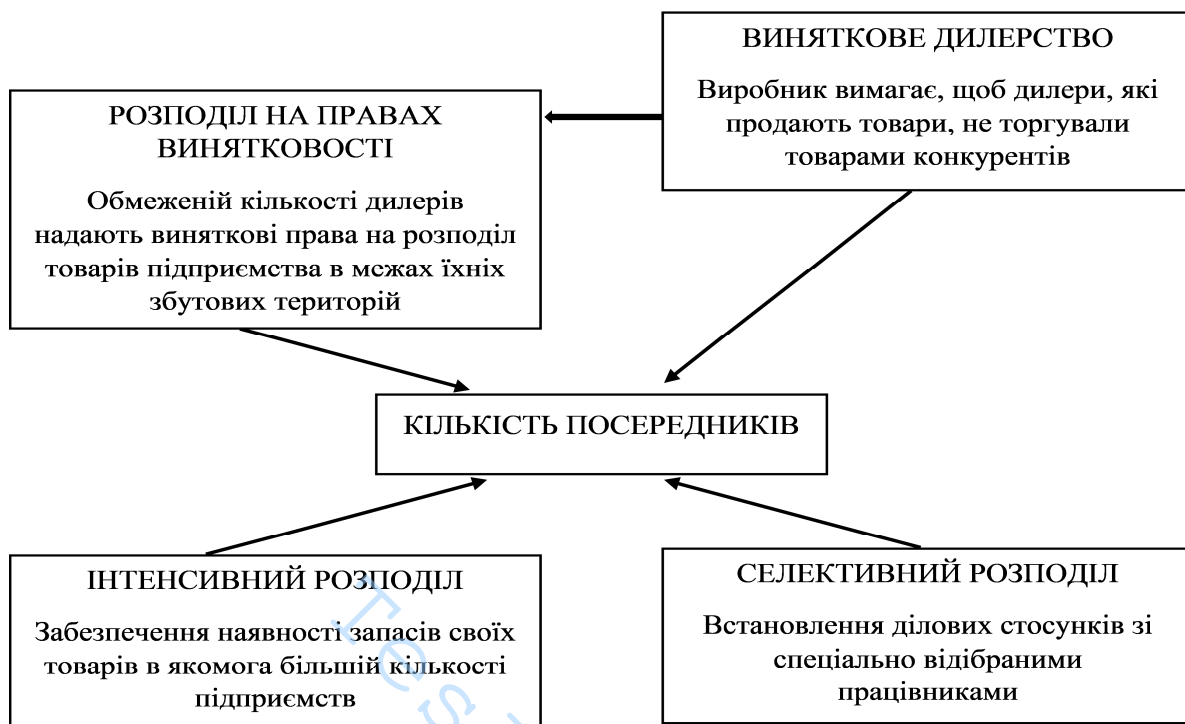 ВИНЯТКОВЕ ДИЛЕРСТВО
Виробник вимагає, щоб дилери, які
продають товари, не торгували
товарами конкурентів
РОЗПОДІЛ НА ПРАВАХ
ВИНЯТКОВОСТІ
Обмеженій кількості дилерів
надають виняткові права на розподіл
товарів підприємства в межах їхніх
збутових територій
КІЛЬКІСТЬ ПОСЕРЕДНИКІВ
ІНТЕНСИВНИЙ РОЗПОДІЛ
Забезпечення наявності запасів своїх
товарів в якомога більшій кількості
підприємств
СЕЛЕКТИВНИЙ РОЗПОДІЛ
Встановлення ділових стосунків зі
спеціально відібраними
працівниками